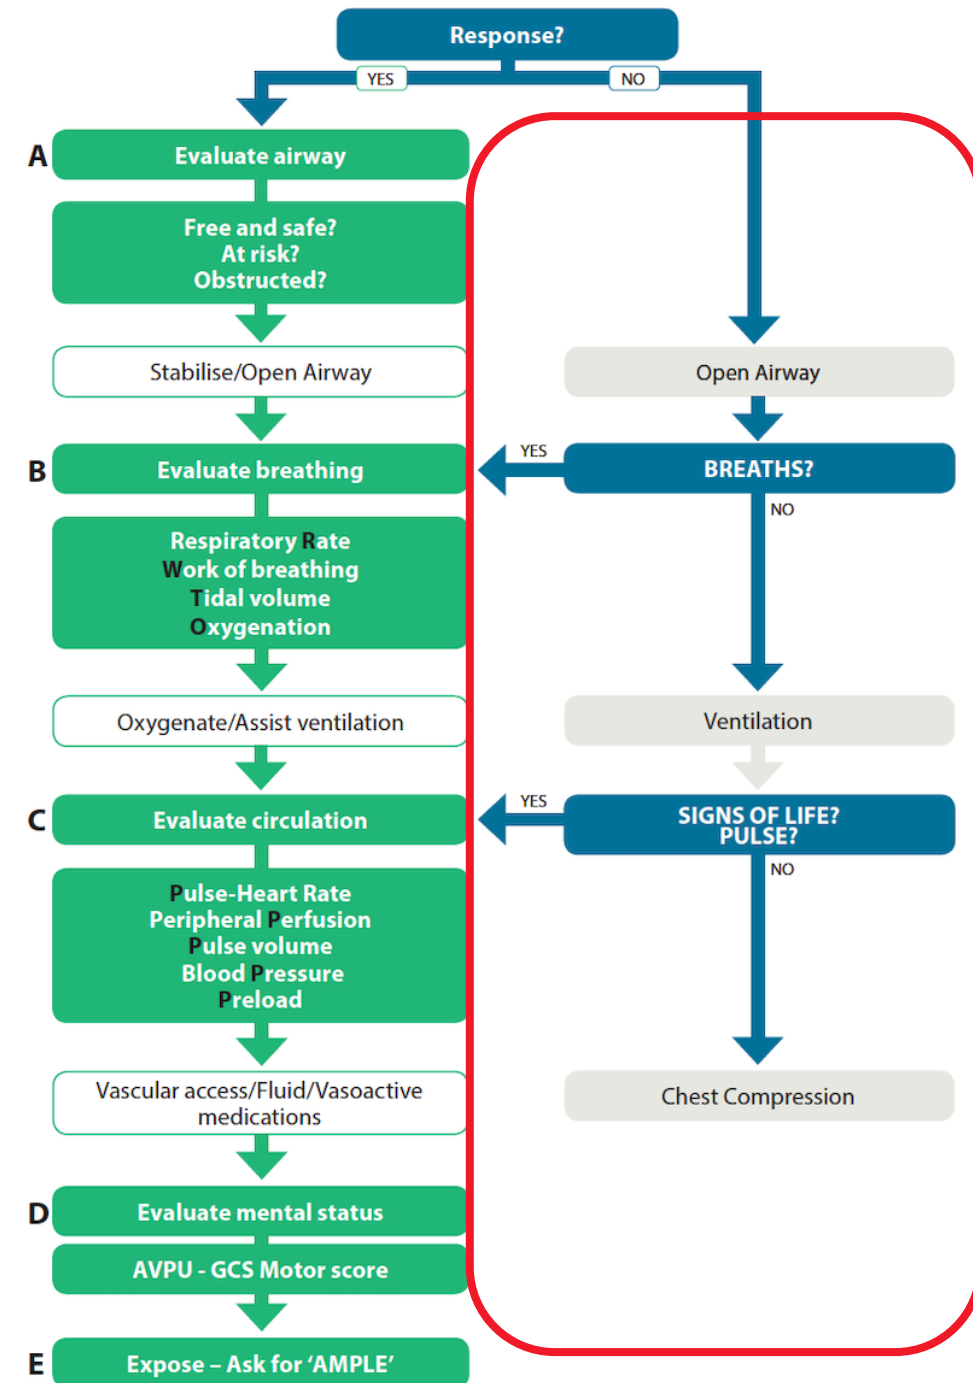 Response?
YES
NO
A
Evaluate airway
Free and safe?
At risk?
Obstructed?
Stabilise/Open Airway
Open Airway
B
Evaluate breathing
YES
BREATHS?
NO
Respiratory Rate
Work of breathing
Tidal volume
Oxygenation
Oxygenate/Assist ventilation
Ventilation
C
Evaluate circulation
YES
SIGNS OF LIFE?
PULSE?
NO
Pulse-Heart Rate
Peripheral Perfusion
Pulse volume
Blood Pressure
Preload
Vascular access/Fluid/Vasoactive
medications
Chest Compression
D
Evaluate mental status
AVPU - GCS Motor score
E
Expose – Ask for ‘AMPLE’